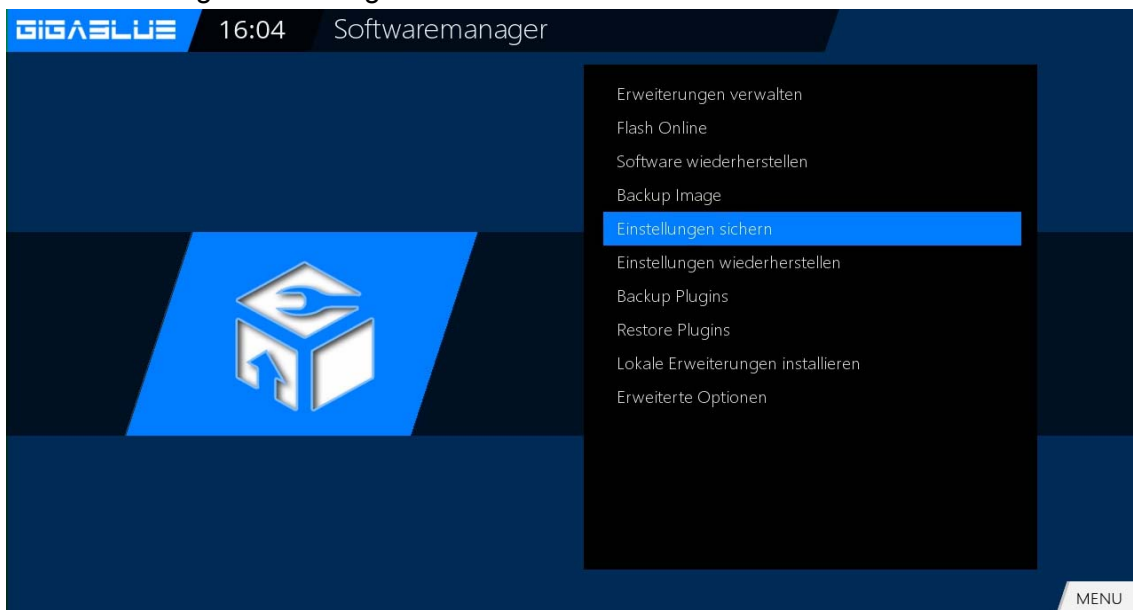 GIGABLUE 16:04 Softwaremanager
Erweiterungen verwalten
Flash Online
Software wiederherstellen
Backup Image
Einstellungen sichern
Einstellungen wiederherstellen
Backup Plugins
Restore Plugins
Lokale Erweiterungen installieren
Erweiterte Optionen
MENU